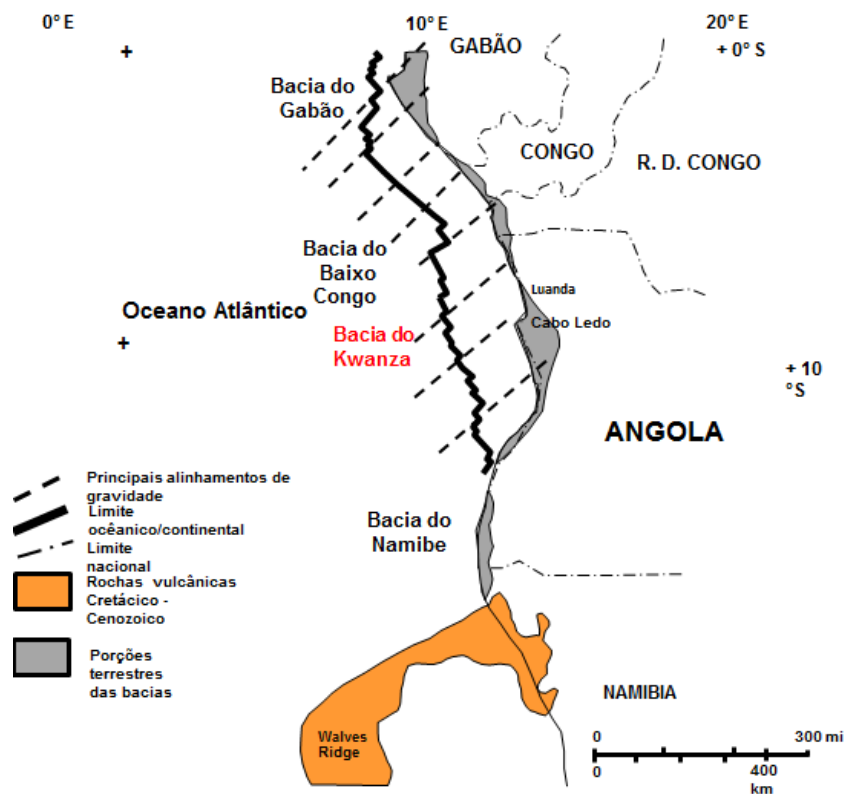 0° E
10° E
20° E
GABÃO
+ 0° S
+
Bacia do
Gabão
CONGO
R. D. CONGO
Bacia do
Baixo
Congo
Luanda
Oceano Atlântico
Cabo Ledo
+
Bacia do
Kwanza
+ 10
°S
ANGOLA
Principais alinhamentos de
gravidade
Limite
ocêanico/continental
Limite
nacional
Rochas vulcânicas
Cretácico -
Cenozoico
Porções
terrestres
das bacias
Bacia do
Namibe
NAMIBIA
Walves
Ridge
0 300 mi
0 400
km